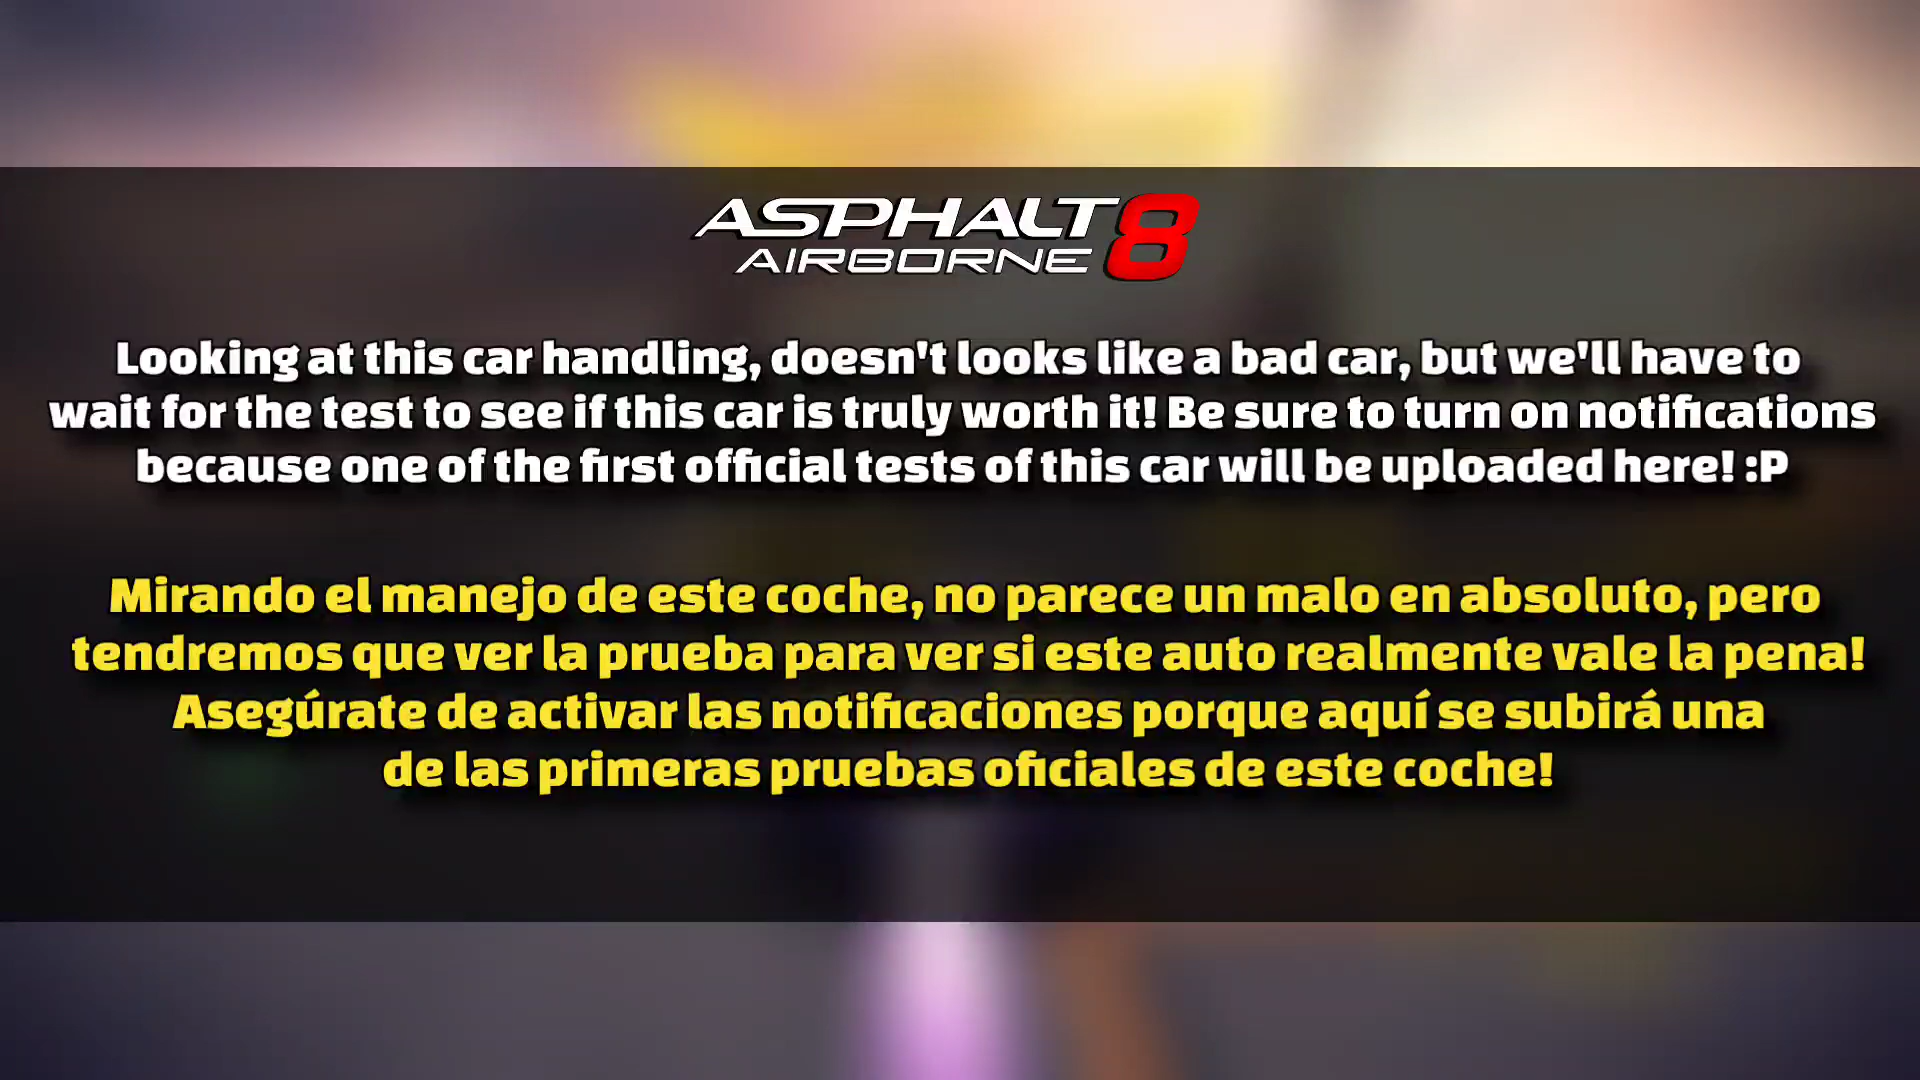 ASPHALT 8
AIRBORNE
Looking at this car handling, doesn't looks like a bad car, but we'll have to
wait for the test to see if this car is truly worth it! Be sure to turn on notifications
because one of the first official tests of this car will be uploaded here! :P
Mirando el manejo de este coche, no parece un malo en absoluto, pero
tendremos que ver la prueba para ver si este auto realmente vale la pena!
Asegúrate de activar las notificaciones porque aquí se subirá una
de las primeras pruebas oficiales de este coche!